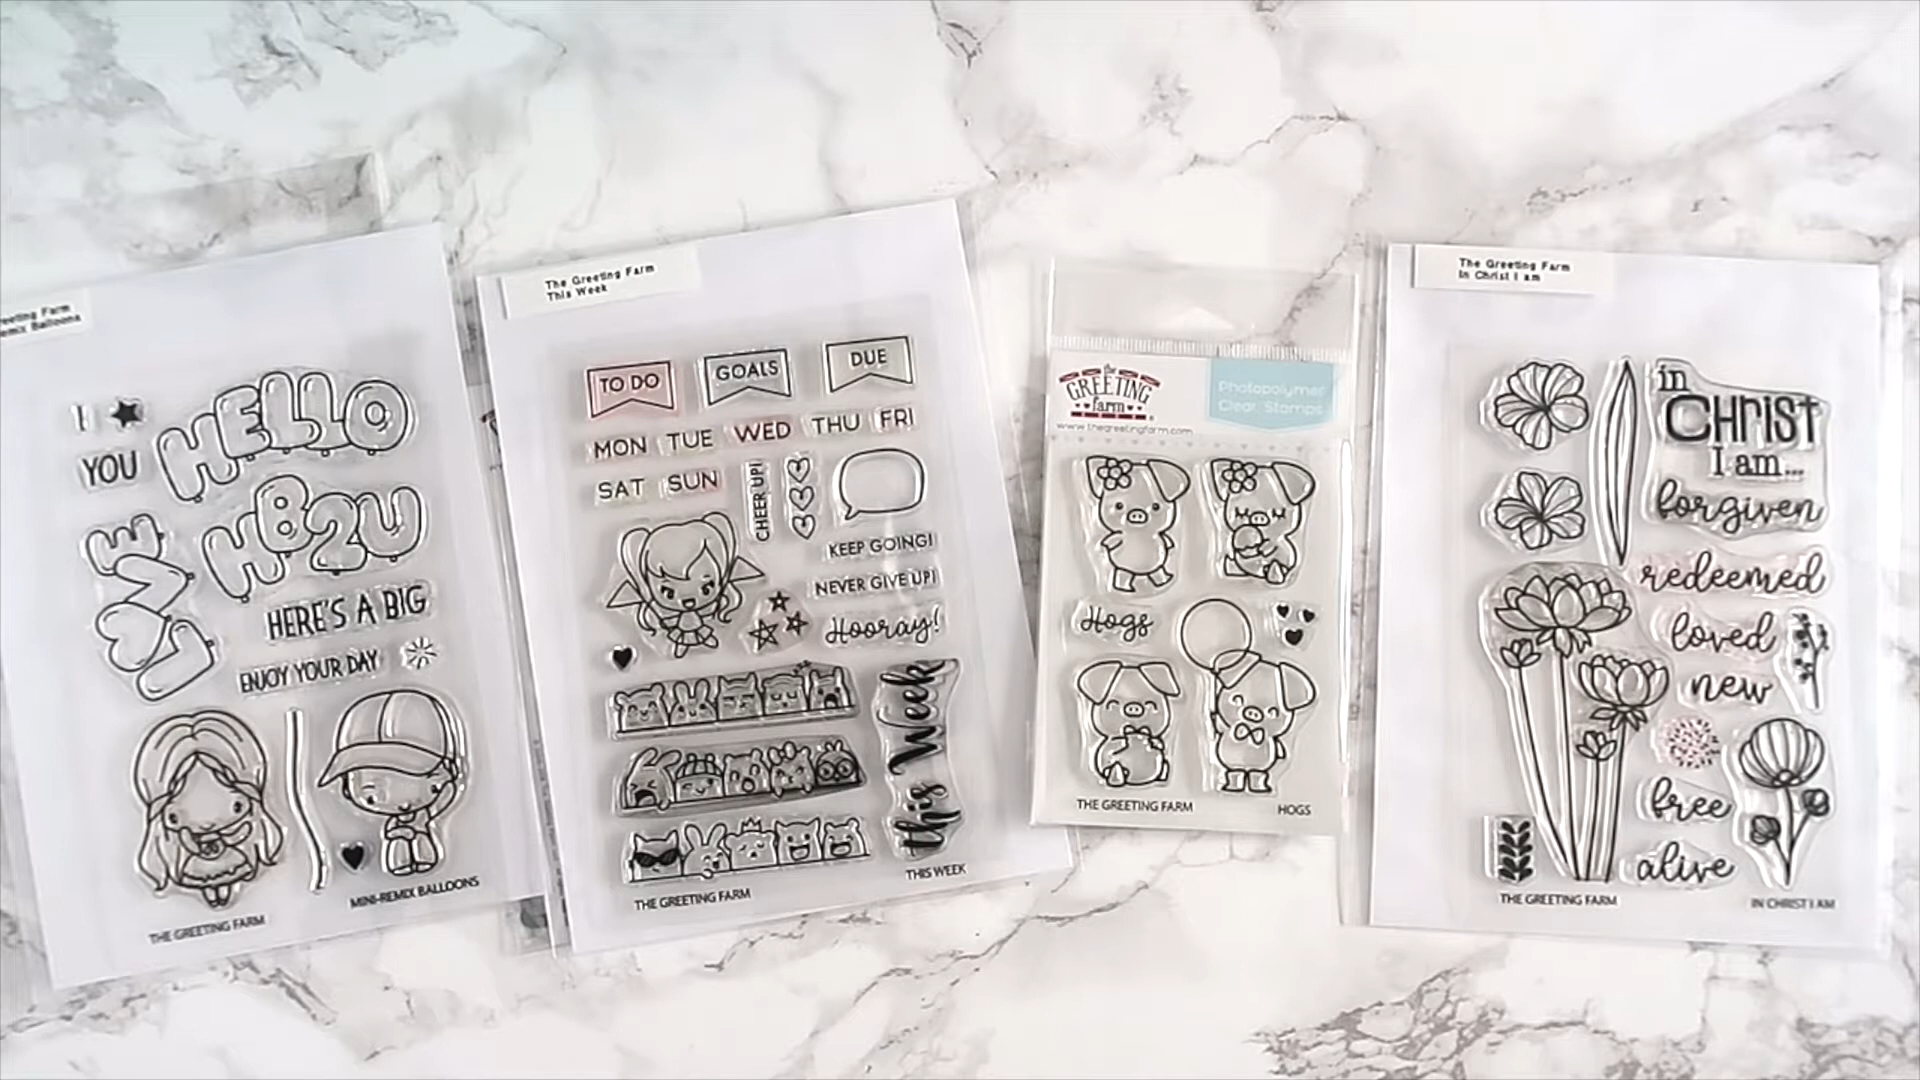 eeting Farm
emix Balloons
I
YOU
HELLO
HB2U
LOVE
HERE'S A BIG
ENJOY YOUR DAY
THE GREETING FARM
MINI-REMIX BALLOONS
The Greeting Farm
This Week
TO DO
GOALS
DUE
MON TUE WED THU FRI
SAT SUN
CHEER UP!
KEEP GOING!
NEVER GIVE UP!
Hooray!
this Week
THE GREETING FARM
THIS WEEK
the
GREETING
farm
Photopolymer
Clear Stamps
www.thegreetingfarm.com
Hogs
THE GREETING FARM
HOGS
The Greeting Farm
In Christ I am
in
CHrisT
I am...
forgiven
redeemed
loved
new
free
alive
THE GREETING FARM
IN CHRIST I AM